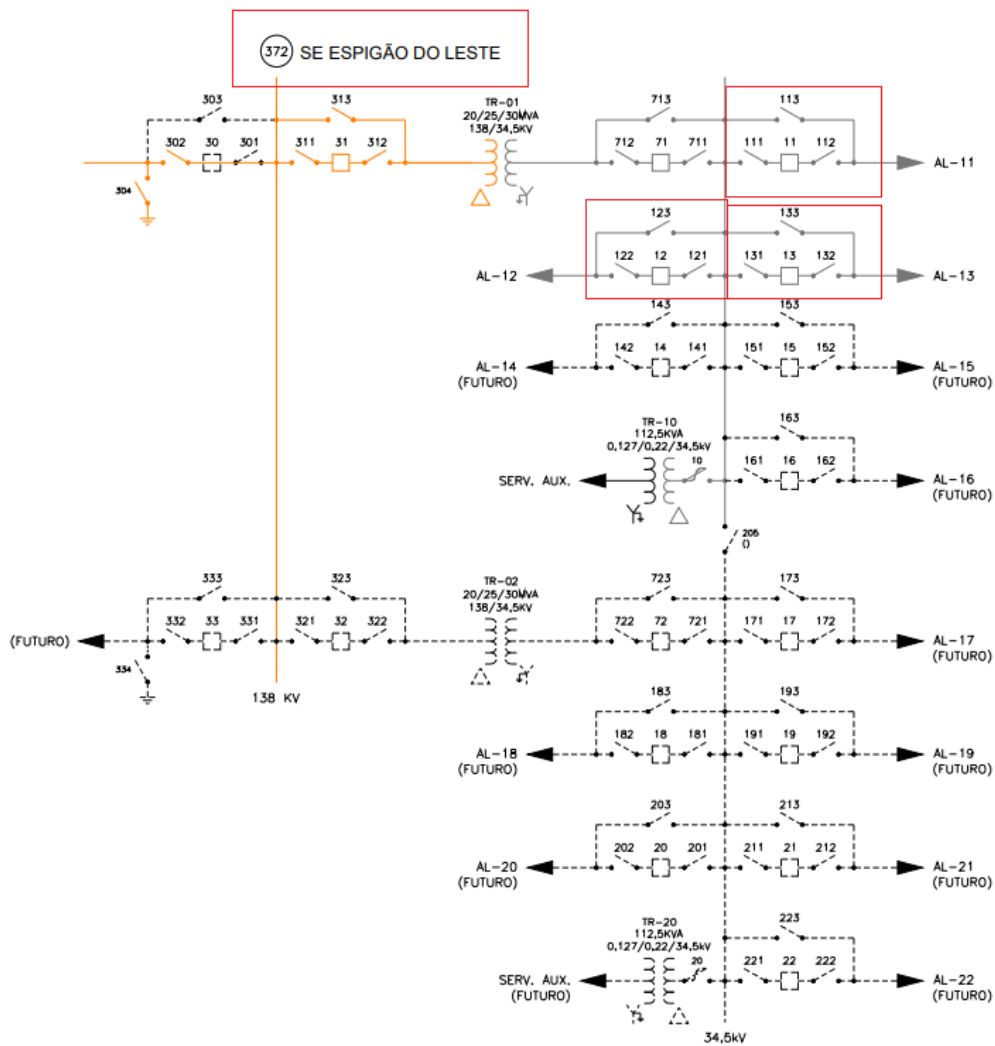 372 SE ESPIGÃO DO LESTE
303 313 713 113
TR-01
20/25/30MVA
138/34,5KV
302 30 301 311 31 312 712 71 711 111 11 112
AL-11
304
123 133
AL-12 122 12 121 131 13 132 AL-13
143 153
142 14 141 151 15 152
AL-14
(FUTURO)
AL-15
(FUTURO)
TR-10
112,5KVA
0,127/0,22/34,5kV
163
10
161 16 162
SERV. AUX.
AL-16
(FUTURO)
205
()
333 323 723 173
TR-02
20/25/30MVA
138/34,5KV
(FUTURO) 332 33 331 321 32 322 722 72 721 171 17 172
AL-17
(FUTURO)
334
138 KV
183 193
182 18 181 191 19 192
AL-18
(FUTURO)
AL-19
(FUTURO)
203 213
202 20 201 211 21 212
AL-20
(FUTURO)
AL-21
(FUTURO)
TR-20
112,5KVA
0,127/0,22/34,5kV
223
20
221 22 222
SERV. AUX.
(FUTURO)
AL-22
(FUTURO)
34,5kV